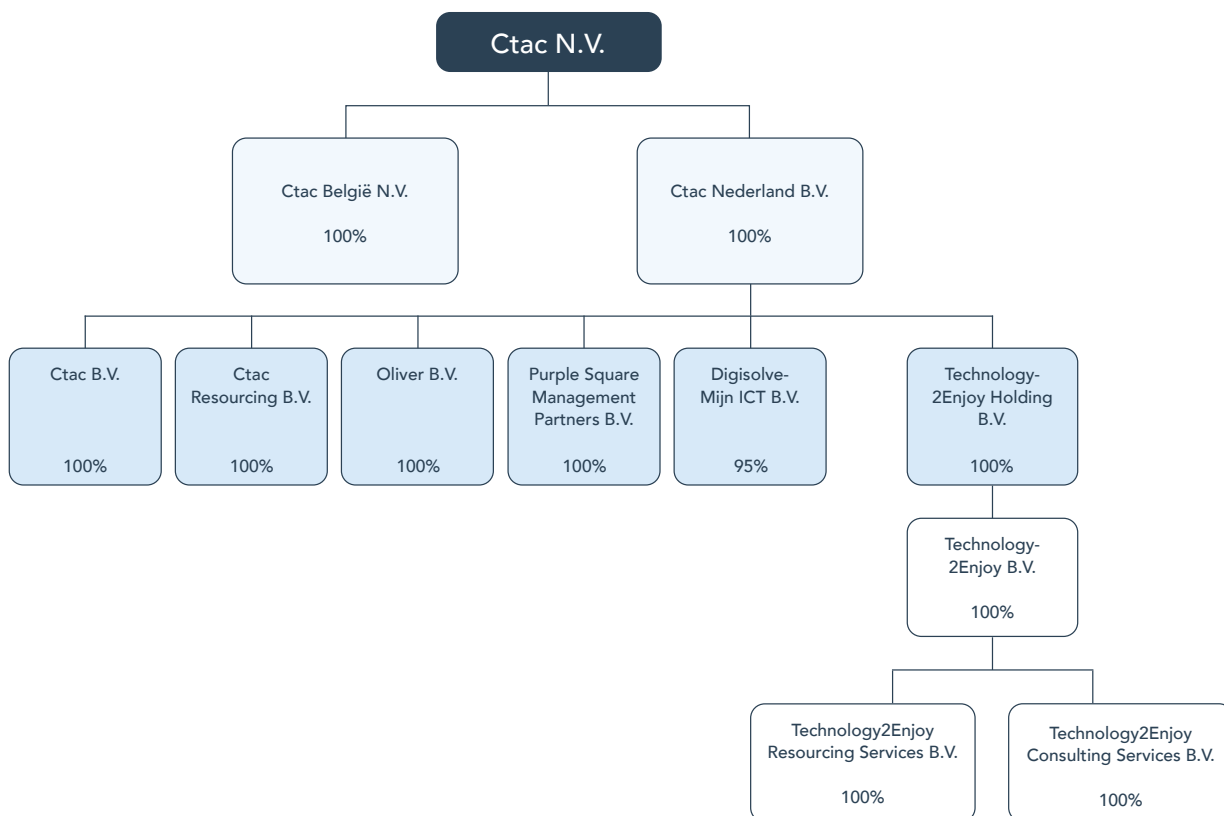 Ctac N.V.
Ctac België N.V.
100%
Ctac Nederland B.V.
100%
Ctac B.V.
100%
Ctac
Resourcing B.V.
100%
Oliver B.V.
100%
Purple Square
Management
Partners B.V.
100%
Digisolve-
Mijn ICT B.V.
95%
Technology-
2Enjoy Holding
B.V.
100%
Technology-
2Enjoy B.V.
100%
Technology2Enjoy
Resourcing Services B.V.
100%
Technology2Enjoy
Consulting Services B.V.
100%